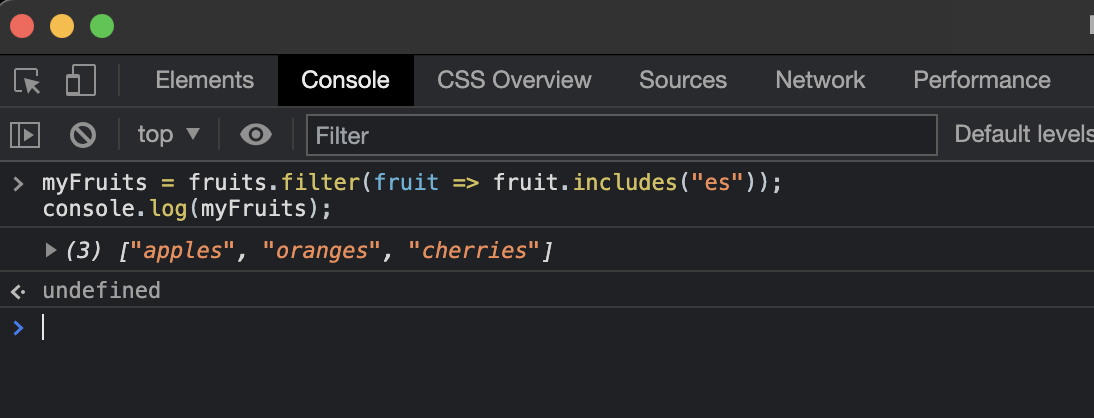 Elements Console CSS Overview Sources Network Performance
top Filter Default levels
myFruits = fruits.filter(fruit => fruit.includes("es"));
console.log(myFruits);
(3) ["apples", "oranges", "cherries"]
undefined